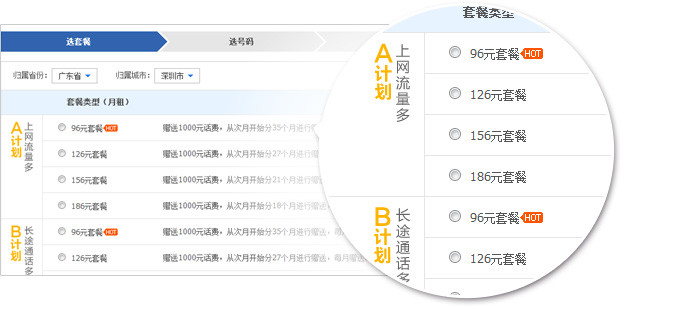 选套餐
选号码
归属省份： 广东省
归属城市： 深圳市
套餐类型（月租）
A计划
上网流量多
96元套餐 HOT
赠送1000元话费，从次月开始分35个月进行赠
126元套餐
赠送1000元话费，从次月开始分27个月进行
156元套餐
赠送1000元话费，从次月开始分21个月进行
186元套餐
赠送1000元话费，从次月开始分18个月进行赠
B计划
长途通话多
96元套餐 HOT
赠送1000元话费，从次月开始分35个月进行赠送，每
126元套餐
赠送1000元话费，从次月开始分27个月进行赠送，每月赠送
套餐类型
A计划
上网流量多
96元套餐 HOT
126元套餐
156元套餐
186元套餐
B计划
长途通话多
96元套餐 HOT
126元套餐